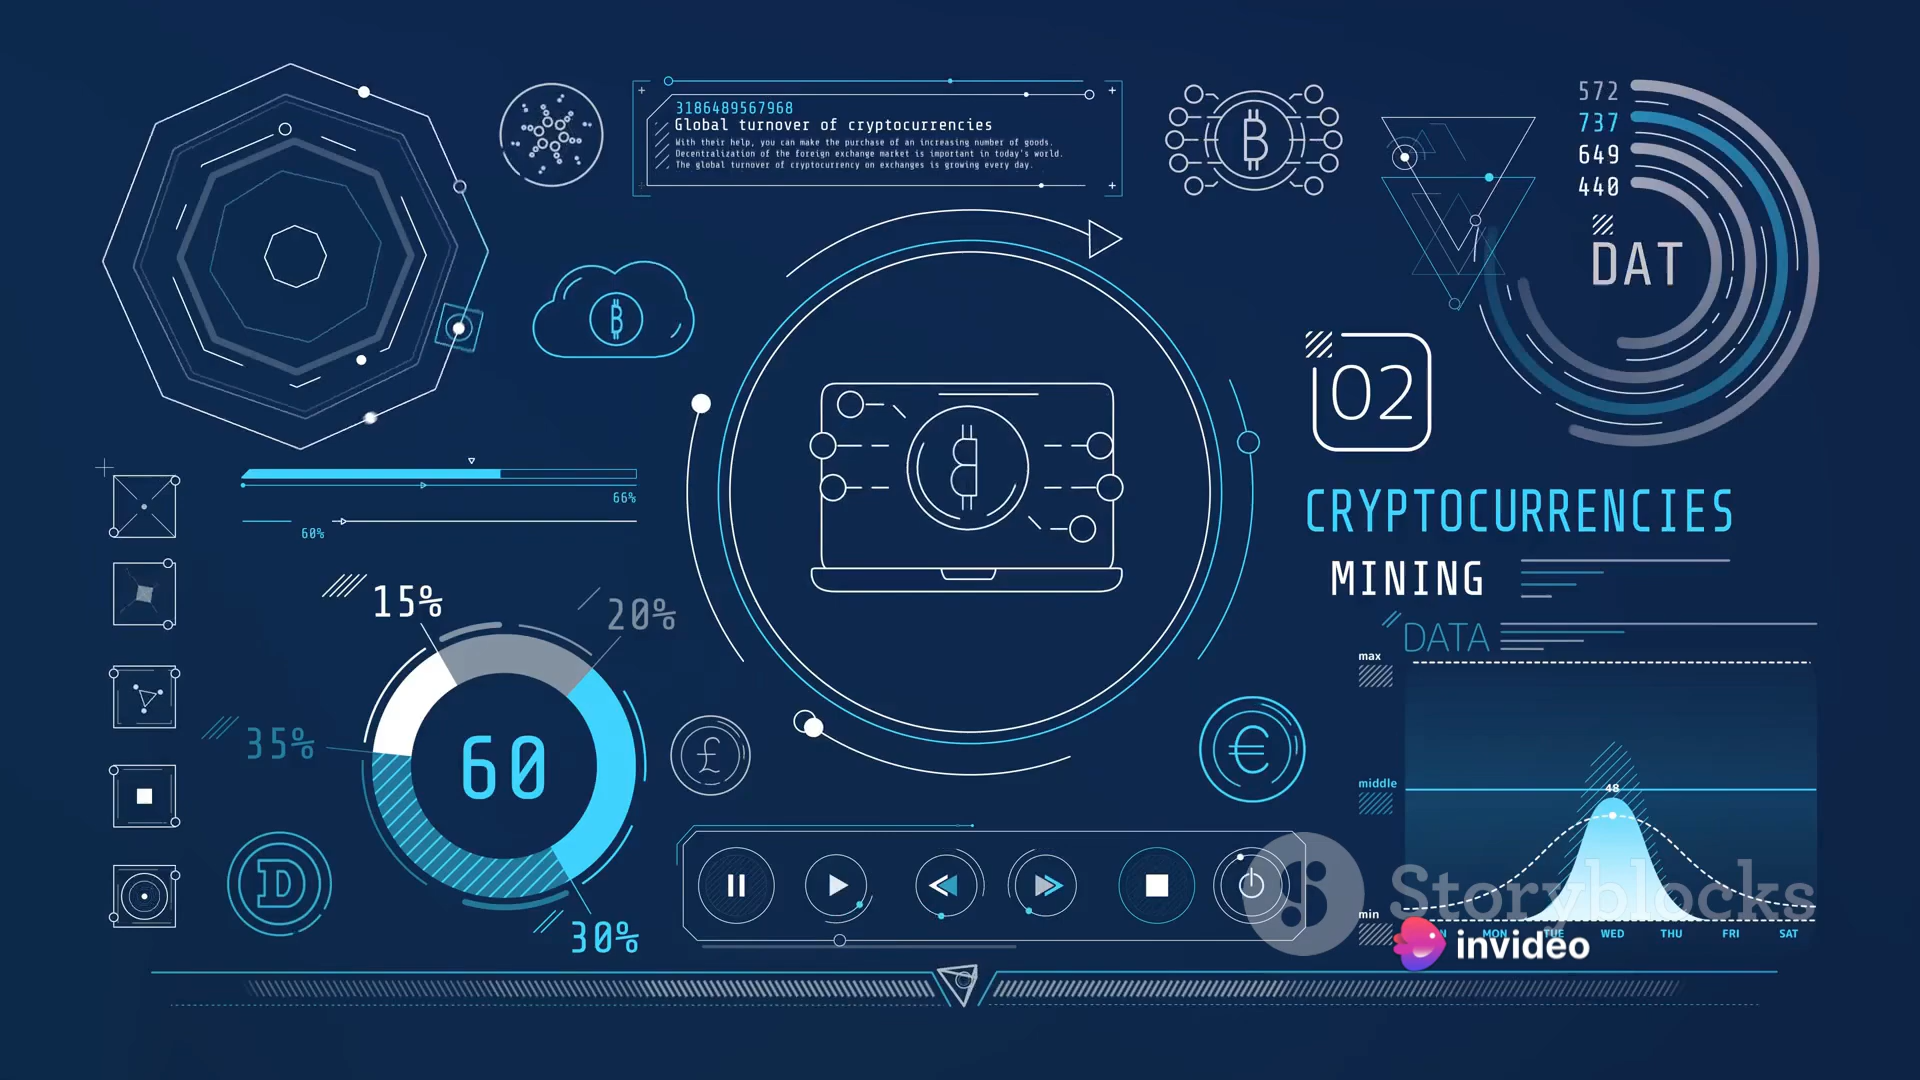 3186489567968
Global turnover of cryptocurrencies
With their help, you can make the purchase of an increasing number of goods.
Decentralization of the foreign exchange market is important in today's world.
The global turnover of cryptocurrency on exchanges is growing every day.
572
737
649
440
DAT
02
66%
60%
CRYPTOCURRENCIES
MINING
DATA
15%
20%
35%
60
30%
£
€
D
max
middle
min
48
MON TUE WED THU FRI SAT
Storyblocks
invideo